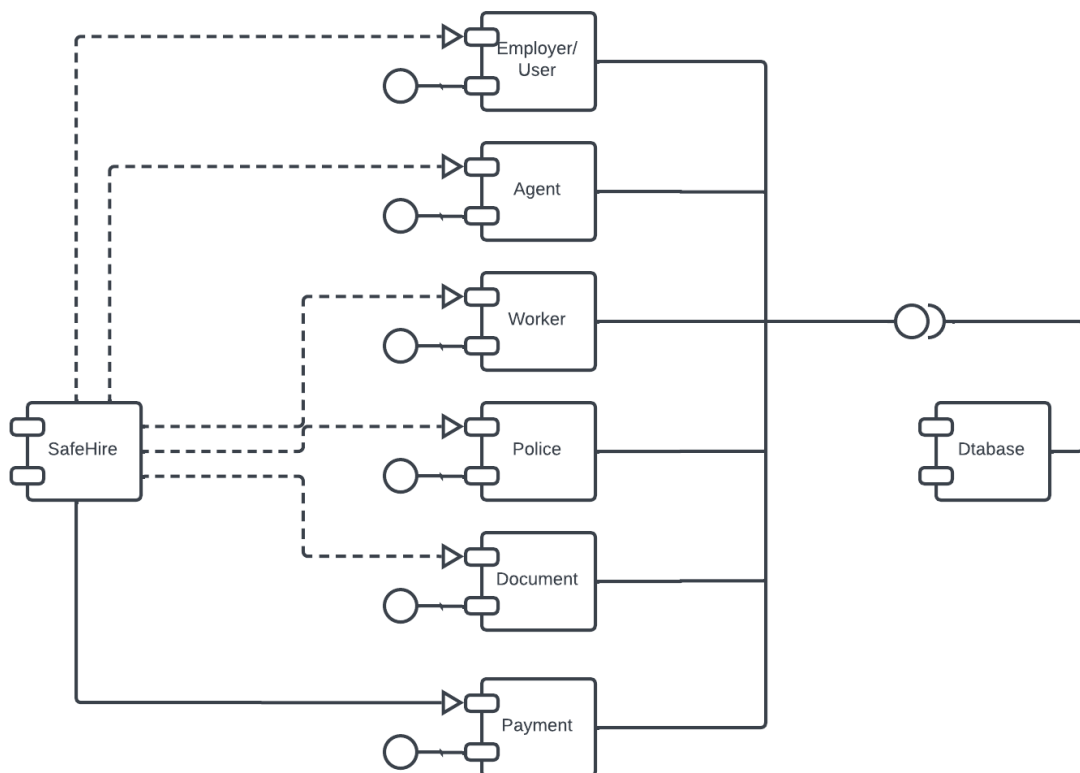 Employer/
User
Agent
Worker
SafeHire
Police
Dtabase
Document
Payment